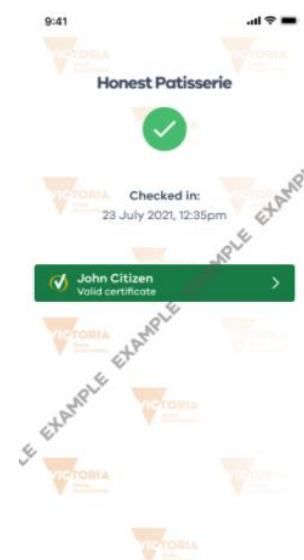 9:41
VICTORIA
VICTORIA
Honest Patisserie
VICTORIA
Checked in:
23 July 2021, 12:35pm
John Citizen
Valid certificate
VICTORIA
VICTORIA
VICTORIA
VICTORIA
EXAMPLE EXAMPLE EXAMPLE EXAMPLE